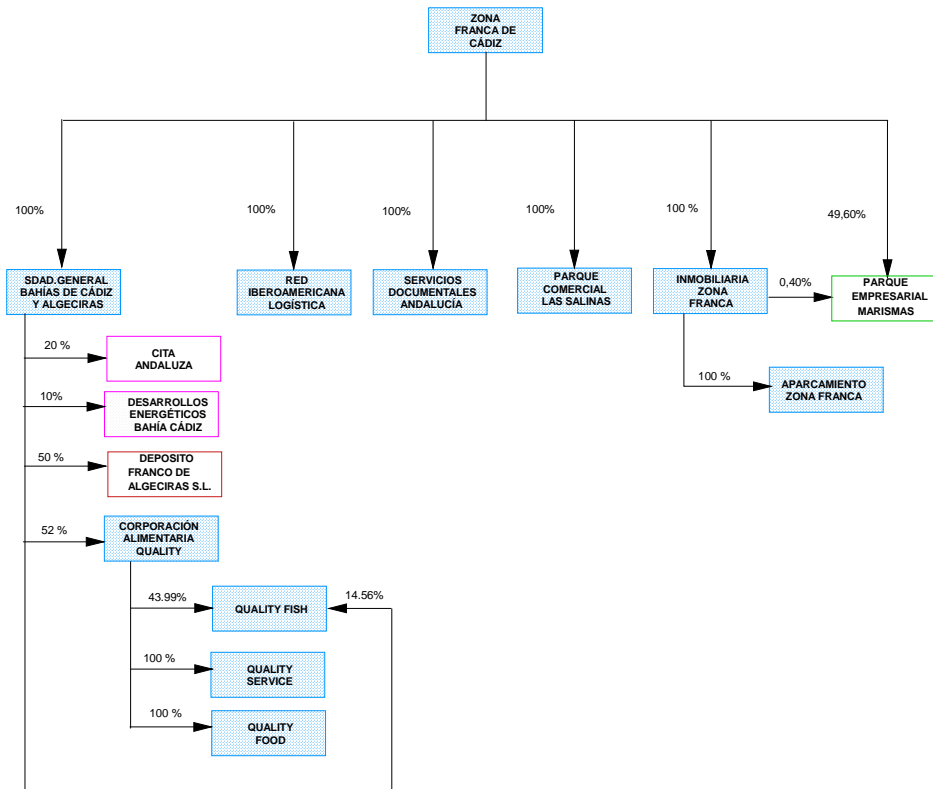 ZONA
FRANCA DE
CÁDIZ
100%
100%
100%
100%
100 %
49,60%
SDAD.GENERAL
BAHÍAS DE CÁDIZ
Y ALGECIRAS
RED
IBEROAMERICANA
LOGÍSTICA
SERVICIOS
DOCUMENTALES
ANDALUCÍA
PARQUE
COMERCIAL
LAS SALINAS
INMOBILIARIA
ZONA
FRANCA
0,40%
PARQUE
EMPRESARIAL
MARISMAS
20 %
CITA
ANDALUZA
100 %
APARCAMIENTO
ZONA FRANCA
10%
DESARROLLOS
ENERGÉTICOS
BAHÍA CÁDIZ
50 %
DEPOSITO
FRANCO DE
ALGECIRAS S.L.
52 %
CORPORACIÓN
ALIMENTARIA
QUALITY
43.99%
QUALITY FISH
14.56%
100 %
QUALITY
SERVICE
100 %
QUALITY
FOOD